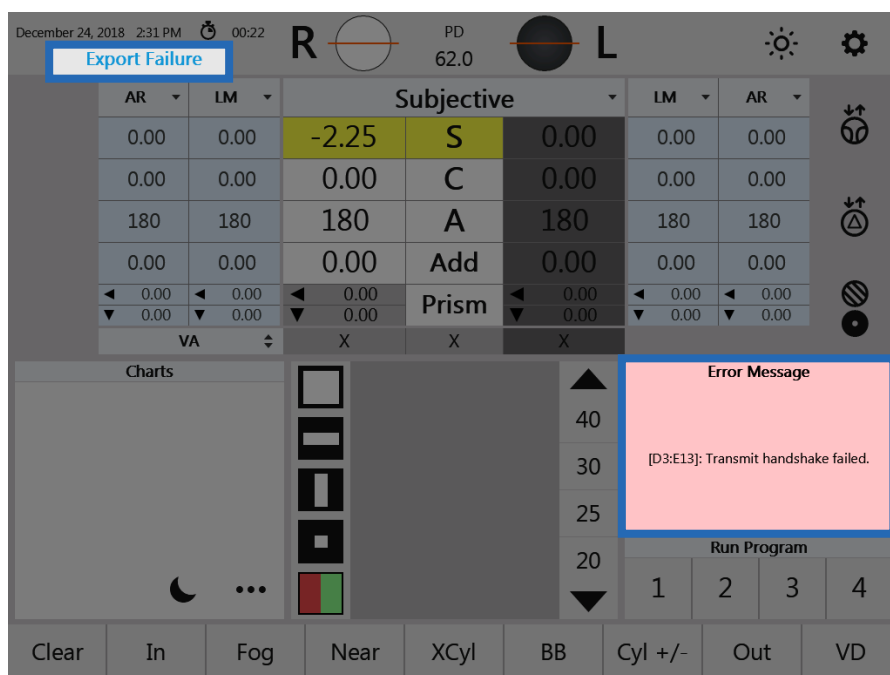 December 24, 2018 2:31 PM 00:22 R PD L
62.0
Export Failure
AR LM Subjective LM AR
0.00 0.00 -2.25 S 0.00 0.00 0.00
0.00 0.00 0.00 C 0.00 0.00 0.00
180 180 180 A 180 180 180
0.00 0.00 0.00 Add 0.00 0.00 0.00
0.00 0.00 0.00 Prism 0.00 0.00 0.00
0.00 0.00 0.00 0.00 0.00 0.00
VA X X X
Charts
40
30
25
20
Error Message
[D3:E13]: Transmit handshake failed.
Run Program
1 2 3 4
Clear In Fog Near XCyl BB Cyl +/- Out VD